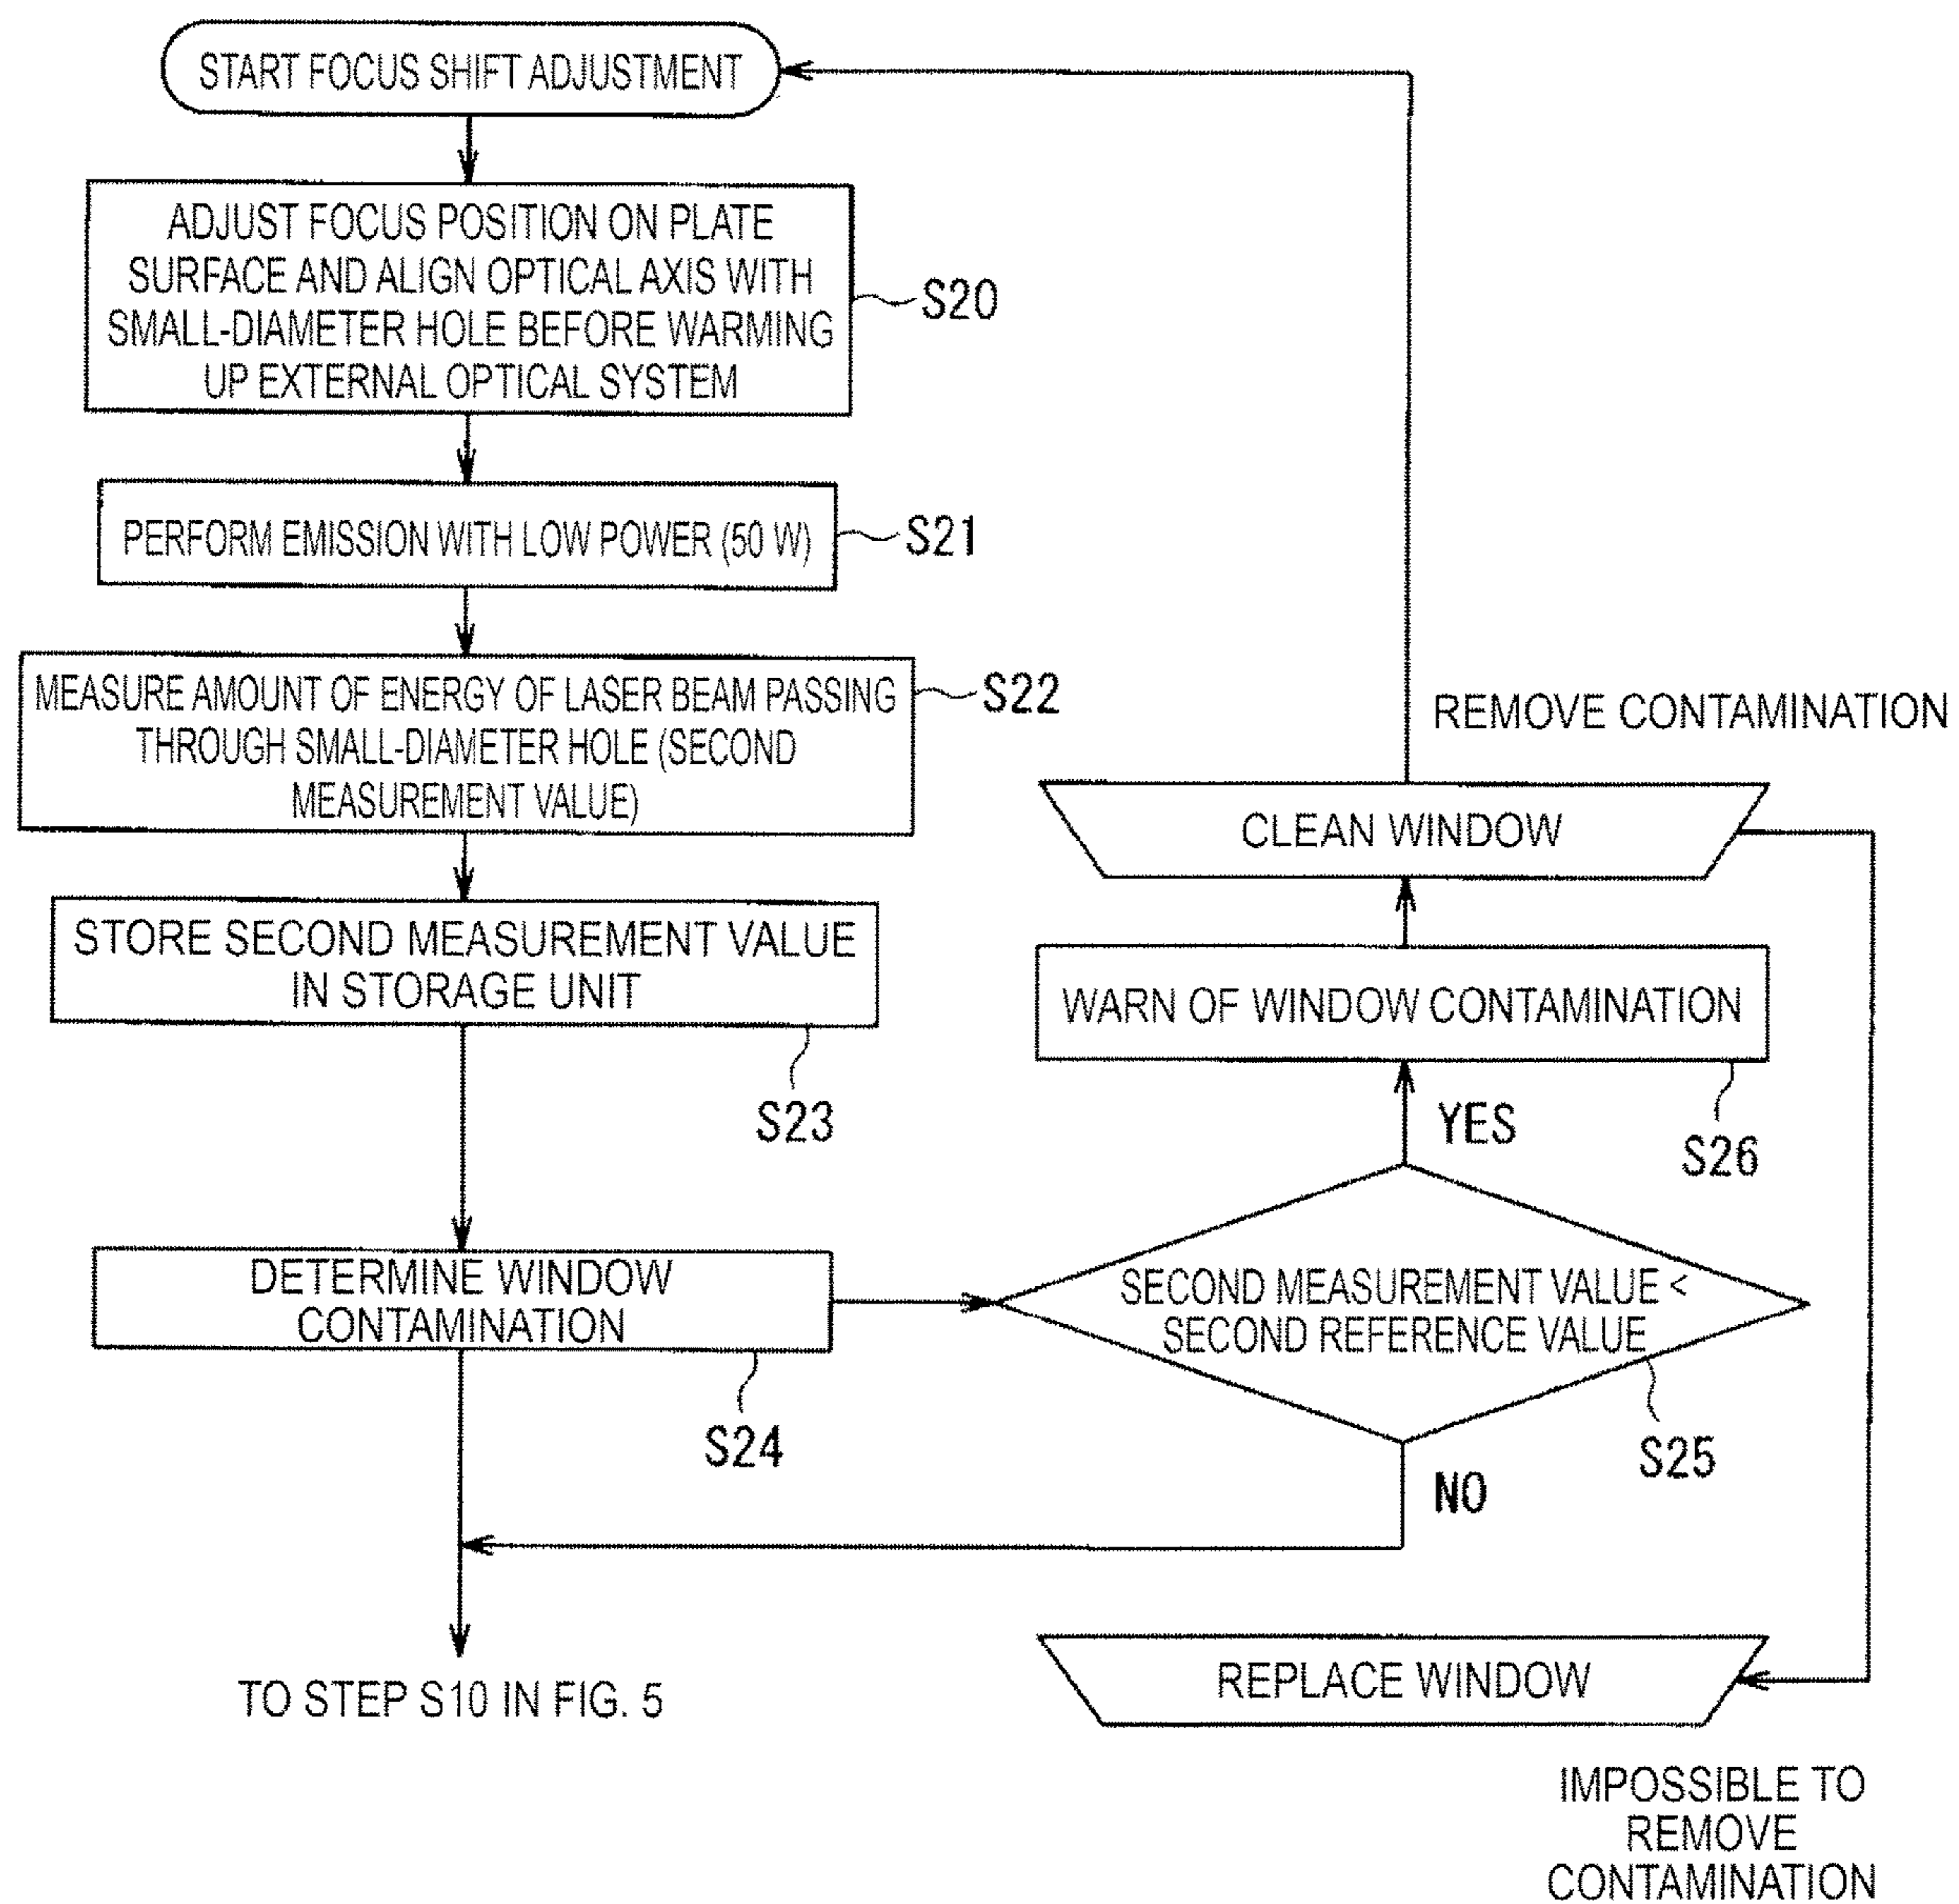 START FOCUS SHIFT ADJUSTMENT
ADJUST FOCUS POSITION ON PLATE
SURFACE AND ALIGN OPTICAL AXIS WITH
SMALL-DIAMETER HOLE BEFORE WARMING
UP EXTERNAL OPTICAL SYSTEM
S20
PERFORM EMISSION WITH LOW POWER (50 W)
S21
MEASURE AMOUNT OF ENERGY OF LASER BEAM PASSING
THROUGH SMALL-DIAMETER HOLE (SECOND
MEASUREMENT VALUE)
S22
STORE SECOND MEASUREMENT VALUE
IN STORAGE UNIT
S23
DETERMINE WINDOW
CONTAMINATION
S24
TO STEP S10 IN FIG. 5
REMOVE CONTAMINATION
CLEAN WINDOW
WARN OF WINDOW CONTAMINATION
S26
YES
SECOND MEASUREMENT VALUE <
SECOND REFERENCE VALUE
S25
NO
REPLACE WINDOW
IMPOSSIBLE TO
REMOVE
CONTAMINATION